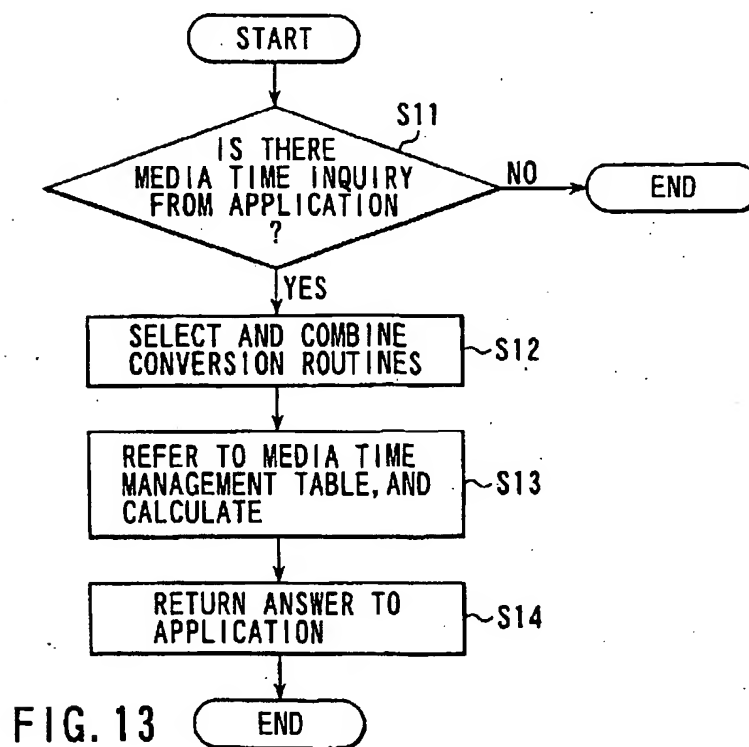 START
S11
IS THERE
MEDIA TIME INQUIRY
FROM APPLICATION
?
NO
END
YES
SELECT AND COMBINE
CONVERSION ROUTINES
S12
REFER TO MEDIA TIME
MANAGEMENT TABLE, AND
CALCULATE
S13
RETURN ANSWER TO
APPLICATION
S14
END
FIG. 13